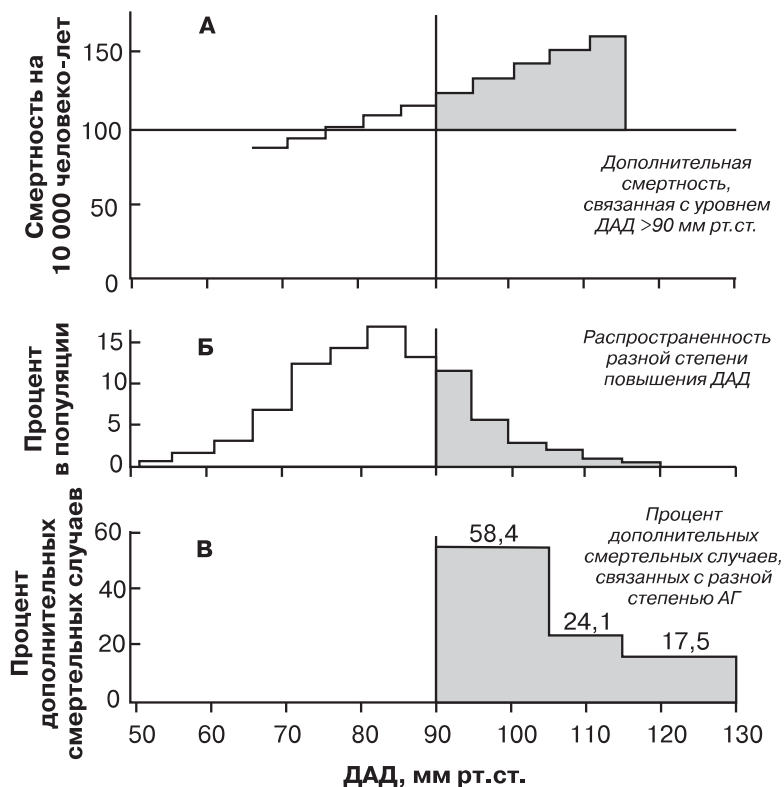 А
Смертность на
10 000 человеко-лет
150
100
50
0
Дополнительная
смертность,
связанная с уровнем
ДАД >90 мм рт.ст.
Б
Процент
в популяции
15
10
5
0
Распространенность
разной степени
повышения ДАД
В
Процент
дополнительных
смертельных случаев
60
40
20
0
58,4
24,1
17,5
Процент
дополнительных
смертельных случаев,
связанных с разной
степенью АГ
50 60 70 80 90 100 110 120 130
ДАД, мм рт.ст.